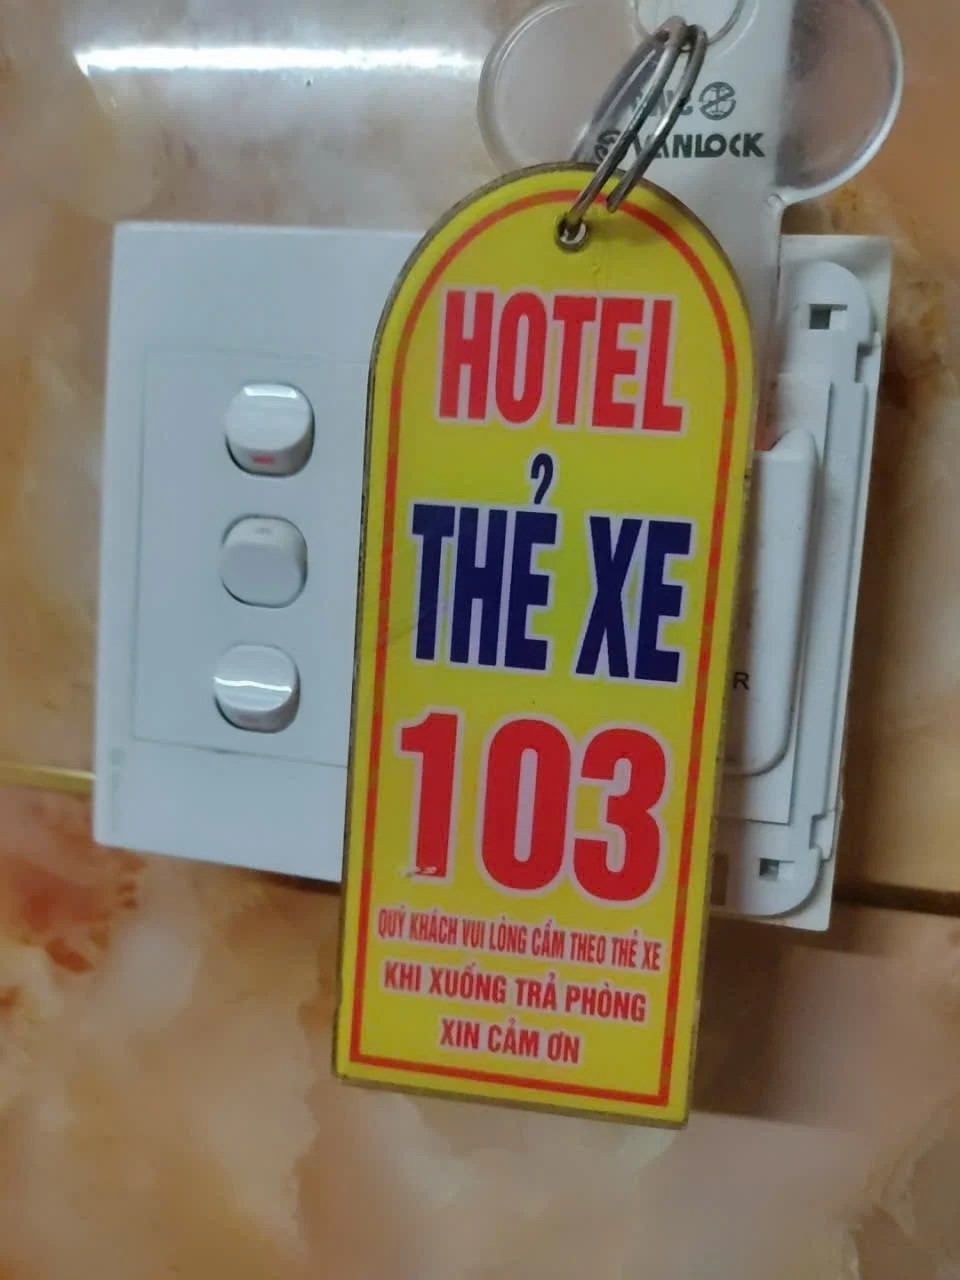 VANLOCK
HOTEL
THẺ XE
R
103
QUÝ KHÁCH VUI LÒNG CẦM THEO THẺ XE
KHI XUỐNG TRẢ PHÒNG
XIN CẢM ƠN